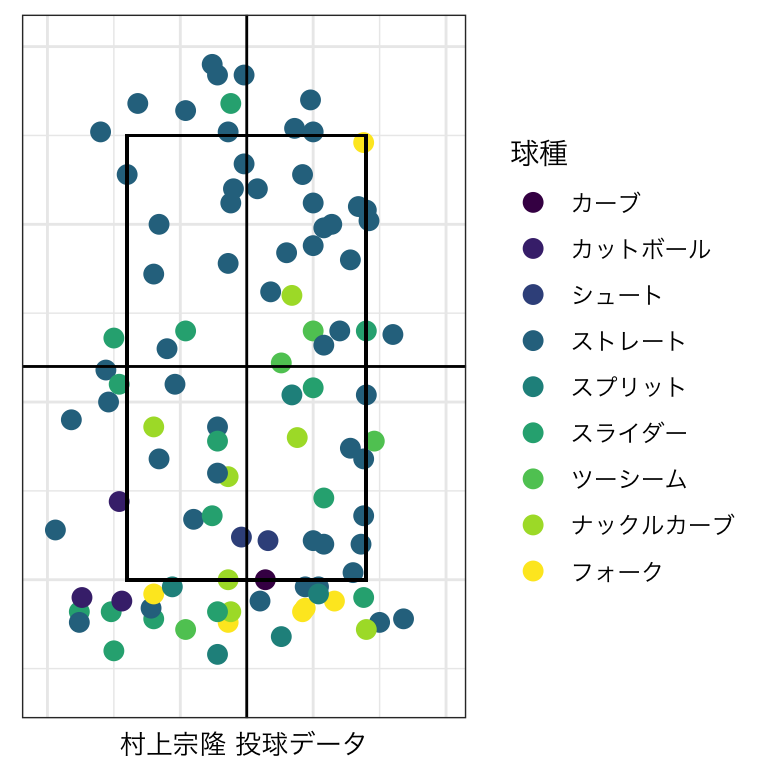 球種
カーブ
カットボール
シュート
ストレート
スプリット
スライダー
ツーシーム
ナックルカーブ
フォーク
村上宗隆 投球データ